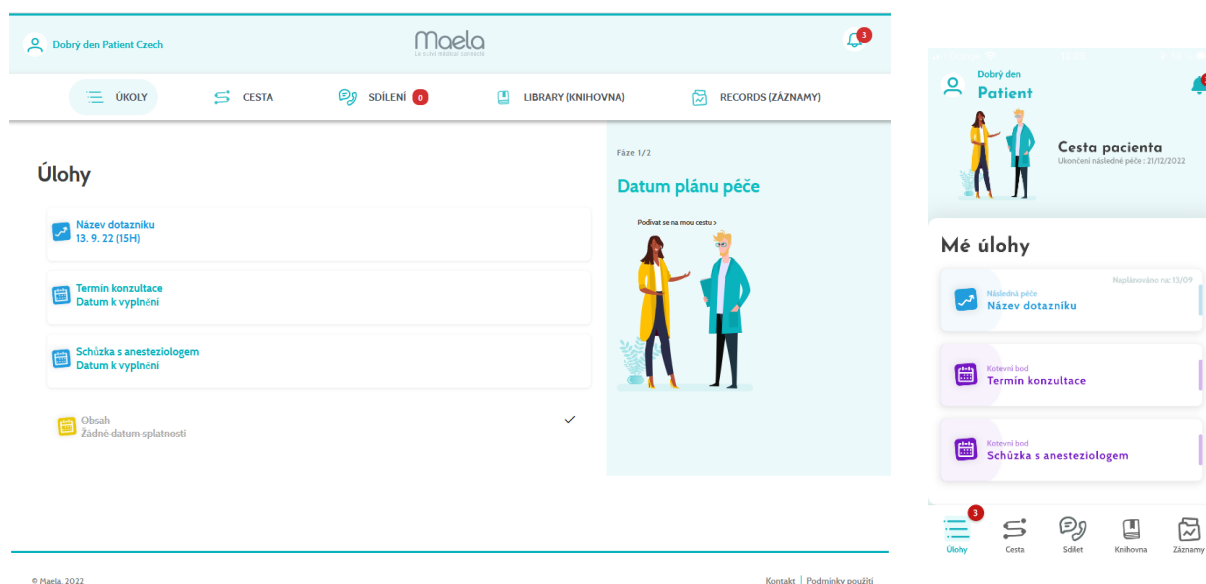 Dobrý den Patient Czech
Maela
3
ÚKOLY
CESTA
SDÍLENÍ 0
LIBRARY (KNIHOVNA)
RECORDS (ZÁZNAMY)
Úlohy
Název dotazníku
13. 9. 22 (15H)
Termín konzultace
Datum k vyplnění
Schůzka s anesteziologem
Datum k vyplnění
Obsah
Žádné datum splatnosti
Fáze 1/2
Datum plánu péče
Podívat se na mou cestu >
© Maela, 2022
Kontakt | Podmínky použití
Dobrý den
Patient
Cesta pacienta
Ukončení následné péče : 21/12/2022
Mé úlohy
Naplánováno na: 13/09
Následná péče
Název dotazníku
Kotevní bod
Termín konzultace
Kotevní bod
Schůzka s anesteziologem
3
Úlohy
Cesta
Sdílet
Knihovna
Záznamy